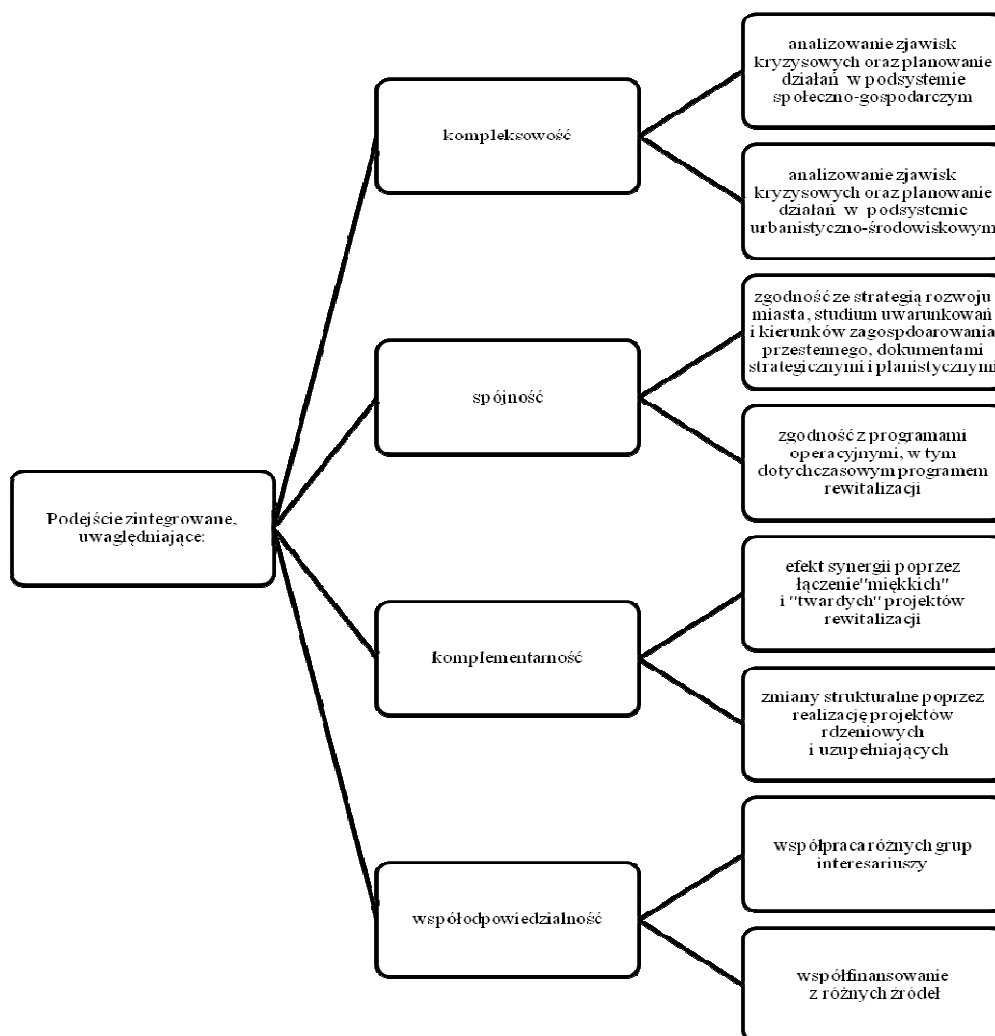 Podejście zintegrowane,
uwaględniające:
kompleksowość
analizowanie zjawisk
kryzysowych oraz planowanie
działań w podsystemie
społeczno-gospodarczym
analizowanie zjawisk
kryzysowych oraz planowanie
działań w podsystemie
urbanistyczno-środowiskowym
spójność
zgodność ze strategią rozwoju
miasta, studium uwarunkowań
i kierunków zagospdoarowania
przestennego, dokumentami
strategicznymi i planistycznymi
zgodność z programami
operacyjnymi, w tym
dotychczasowym programem
rewitalizacji
komplementarność
efekt synergii poprzez
łączenie "miękkich"
i "twardych" projektów
rewitalizacji
zmiany strukturalne poprzez
realizację projektów
rdzeniowych
i uzupełniających
współodpowiedzialność
współpraca różnych grup
interesariuszy
współfinansowanie
z różnych źródeł